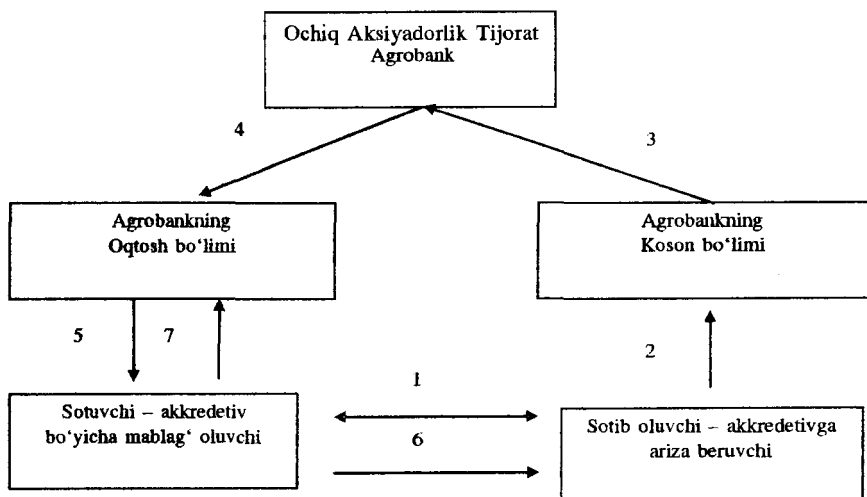 Ochiq Aksiyadorlik Tijorat
Agrobank
4
3
Agrobankning
Oqtosh bo‘limi
Agrobankning
Koson bo‘limi
5
7
2
1
Sotuvchi – akkredetiv
bo‘yicha mablag‘ oluvchi
6
Sotib oluvchi – akkredetivga
ariza beruvchi